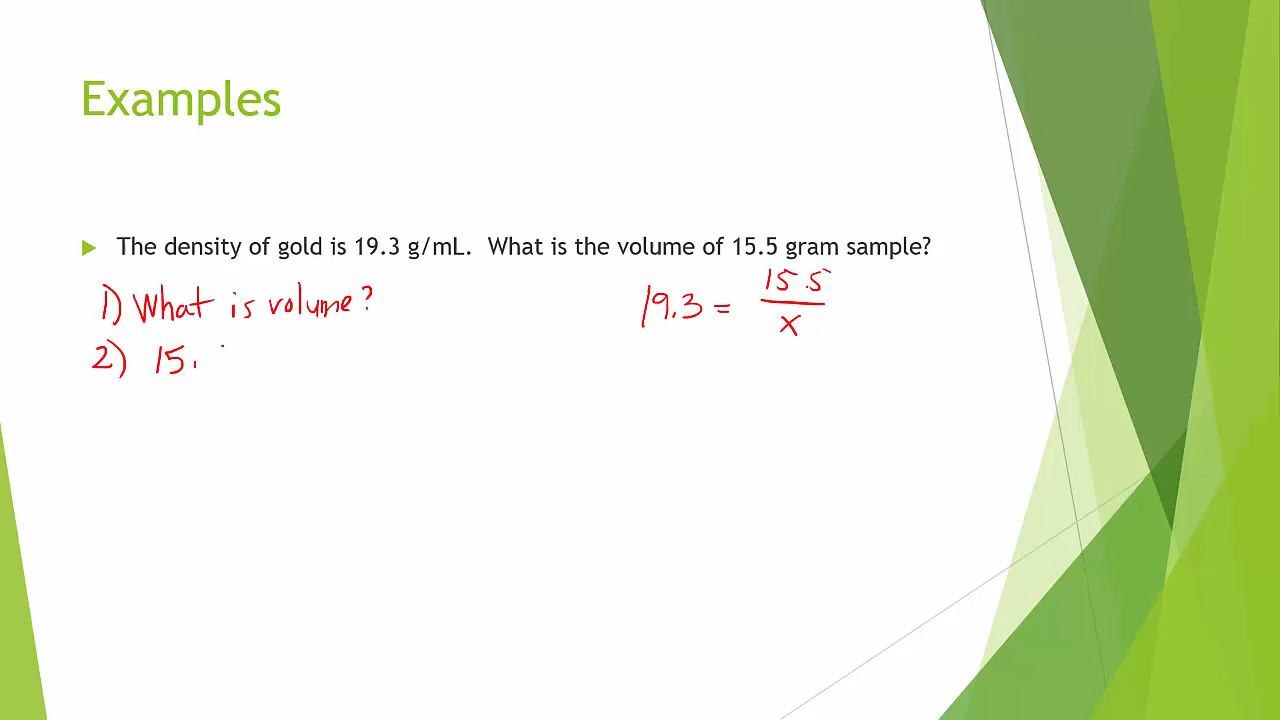 Examples
The density of gold is 19.3 g/mL. What is the volume of 15.5 gram sample?
1) What is volume?
19.3 = 15.5/x
2) 15.